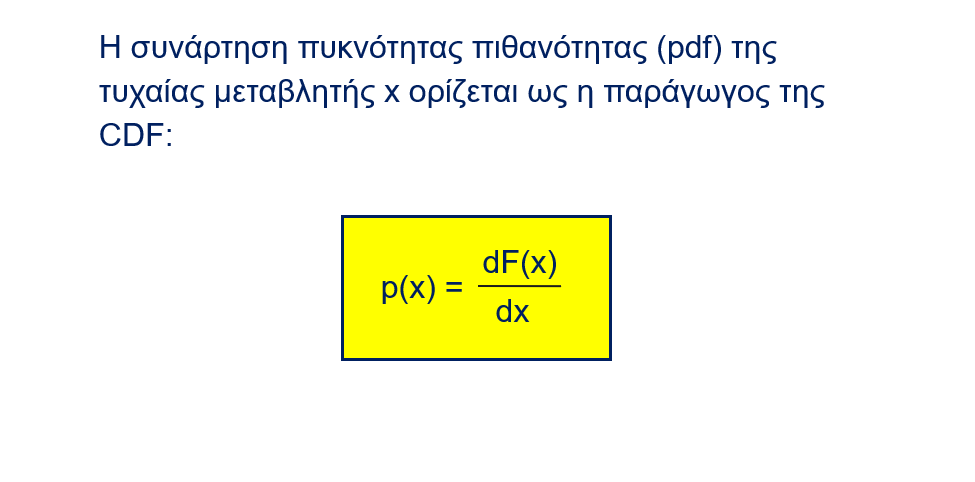 Η συνάρτηση πυκνότητας πιθανότητας (pdf) της
τυχαίας μεταβλητής x ορίζεται ως η παράγωγος της
CDF:
p(x) = dF(x)
dx